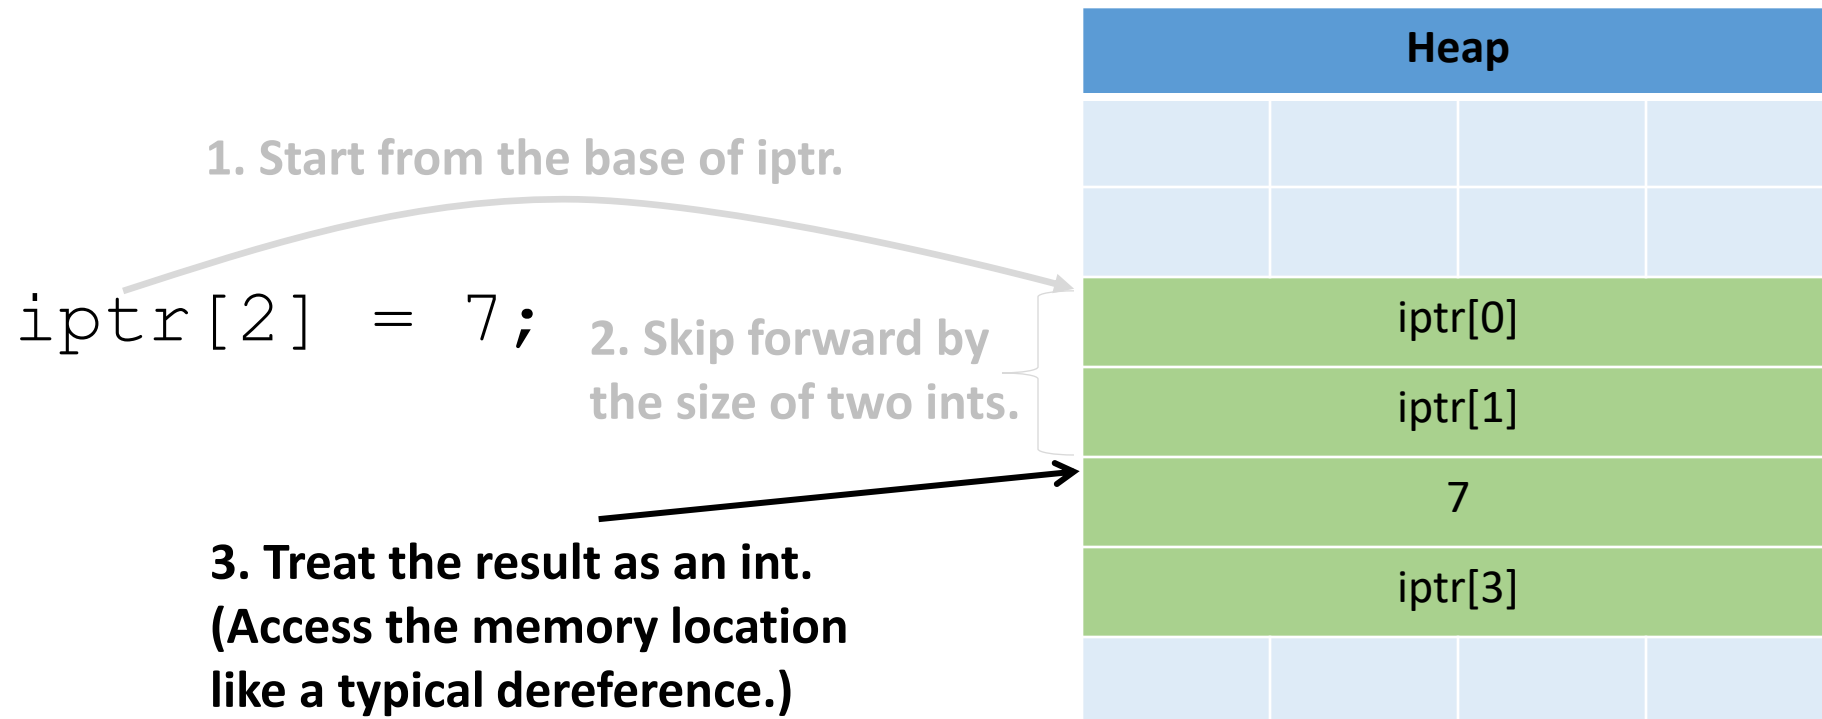 Heap
1. Start from the base of iptr.
iptr[2] = 7;
2. Skip forward by
the size of two ints.
iptr[0]
iptr[1]
7
iptr[3]
3. Treat the result as an int.
(Access the memory location
like a typical dereference.)